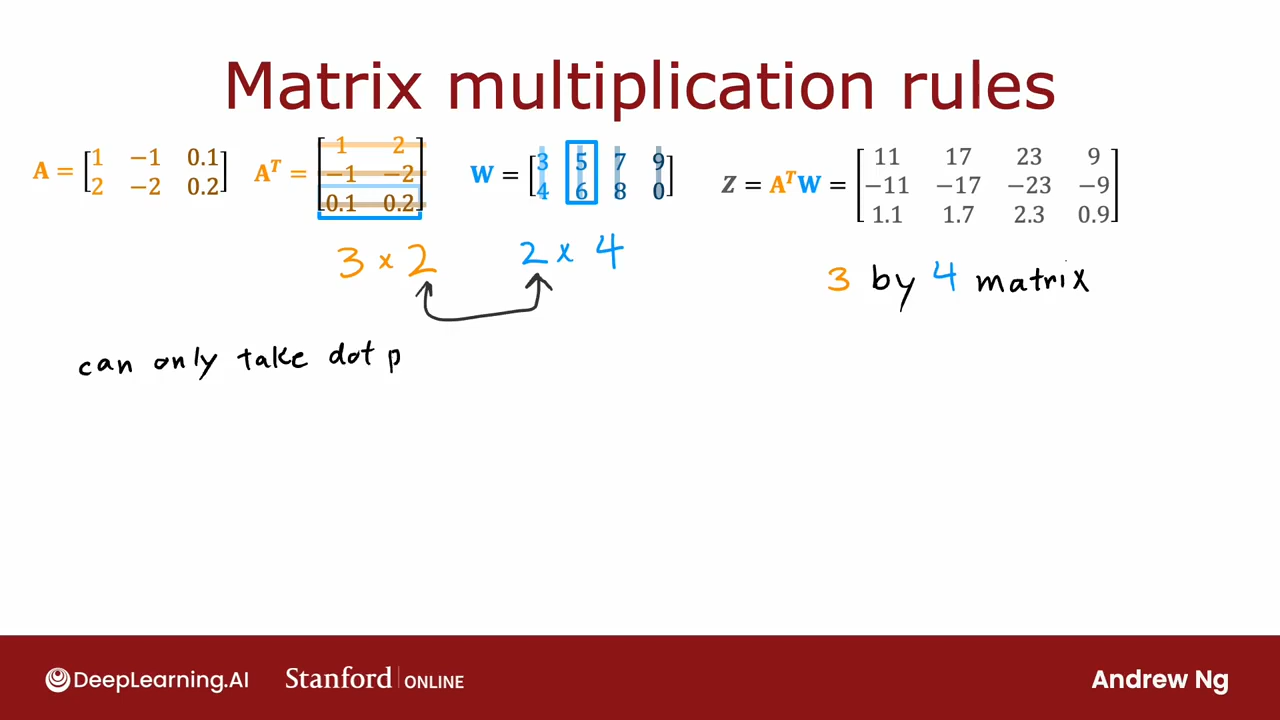 Matrix multiplication rules
A = [1 −1 0.1
2 −2 0.2]
Aᵀ = [1 2
−1 −2
0.1 0.2]
W = [3 5 7 9
4 6 8 0]
Z = AᵀW = [11 17 23 9
−11 −17 −23 −9
1.1 1.7 2.3 0.9]
3 × 2
2 × 4
3 by 4 matrix
can only take dot p
DeepLearning.AI
Stanford | ONLINE
Andrew Ng